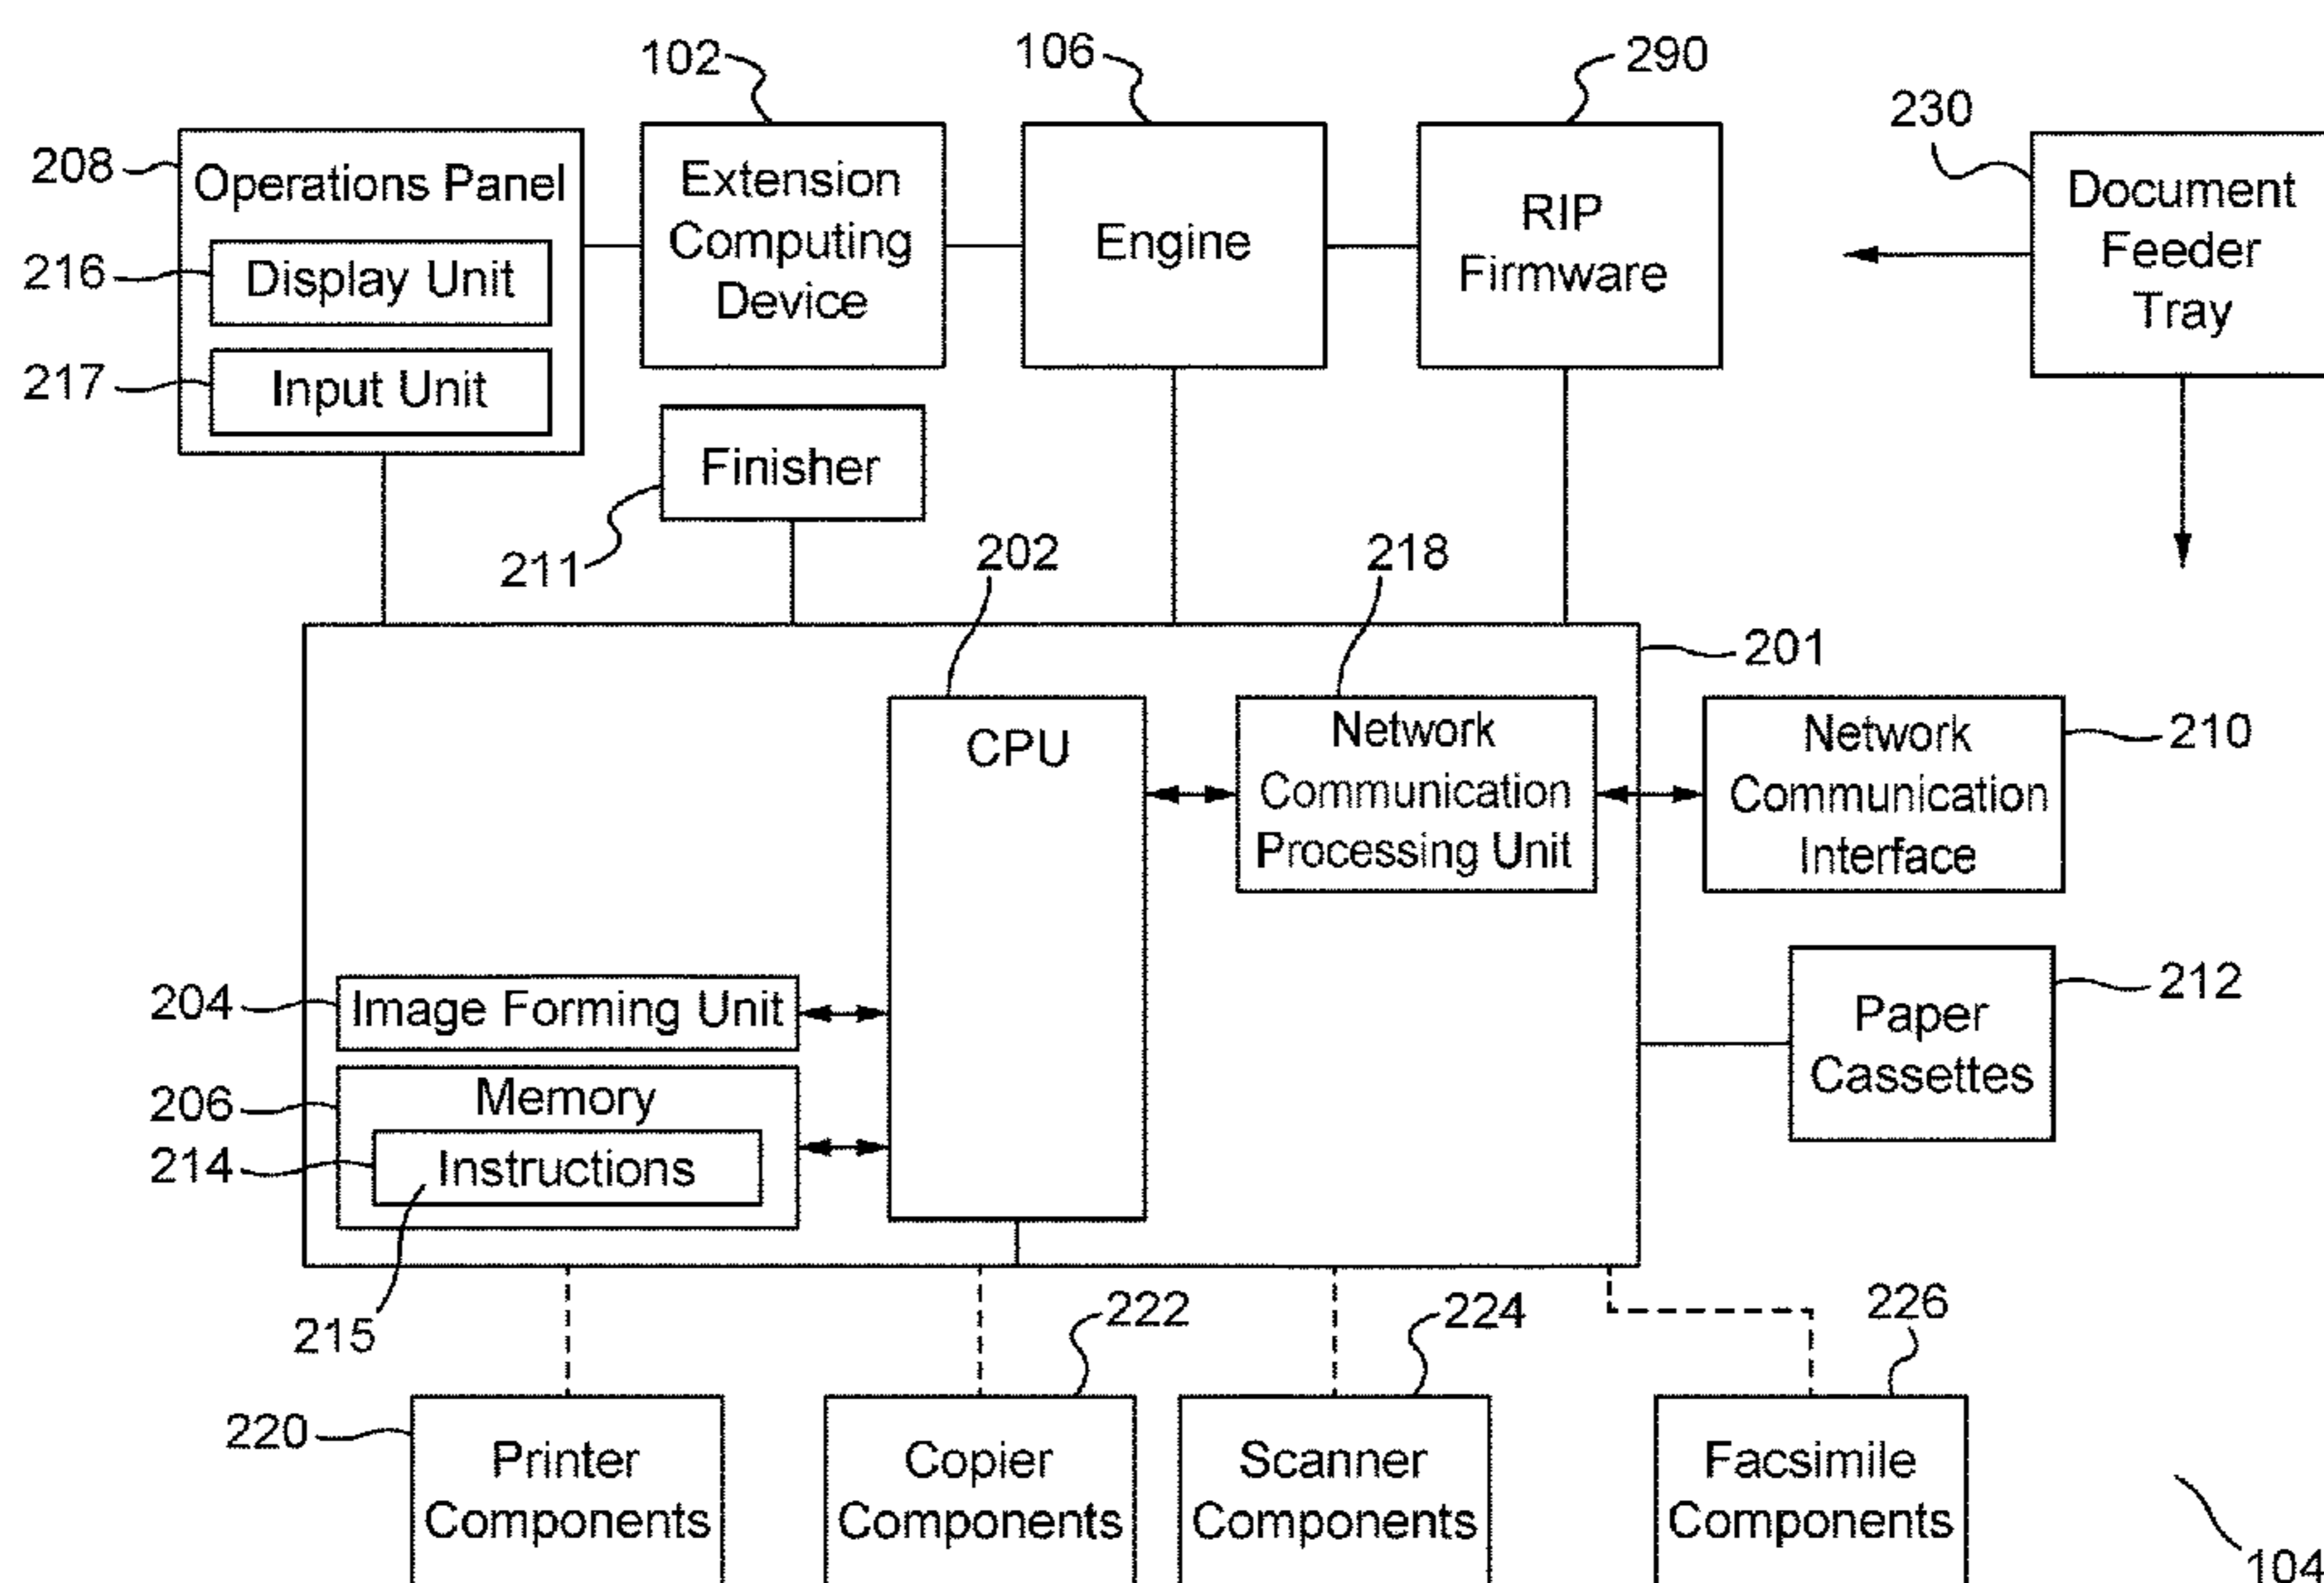 102
106
290
230
208
Operations Panel
216
Display Unit
217
Input Unit
Extension
Computing
Device
Engine
RIP
Firmware
Document
Feeder
Tray
Finisher
211
202
218
201
CPU
Network
Communication
Processing Unit
Network
Communication
Interface
210
204
Image Forming Unit
206
Memory
214
Instructions
215
Paper
Cassettes
212
222
224
226
220
Printer
Components
Copier
Components
Scanner
Components
Facsimile
Components
104